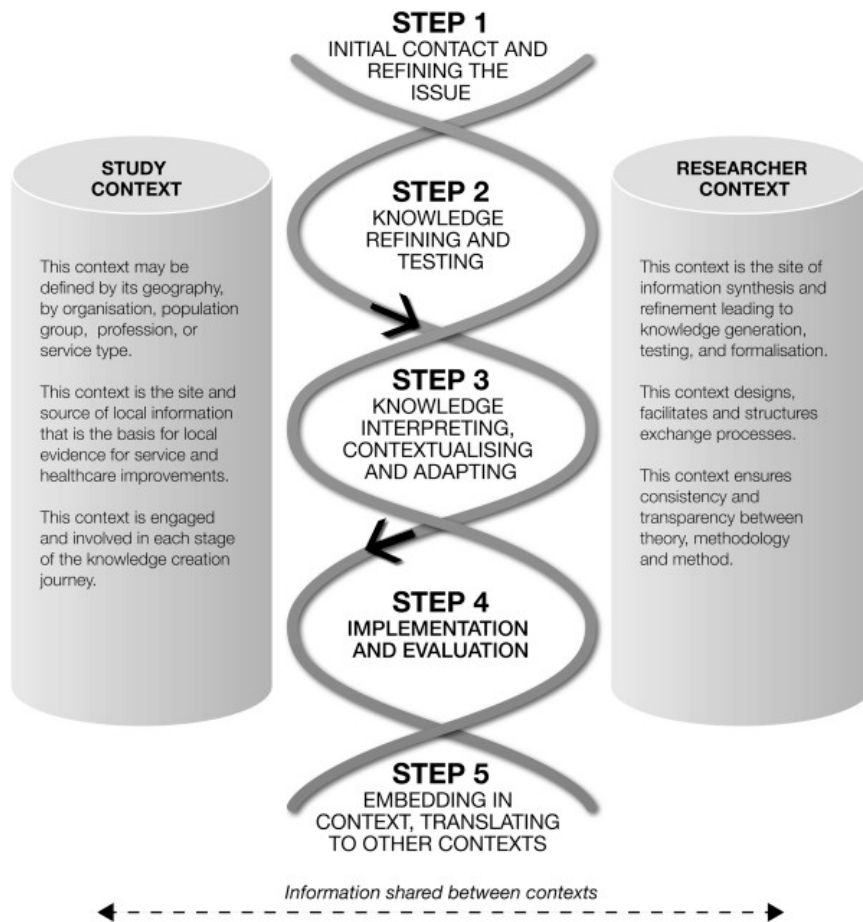 STEP 1
INITIAL CONTACT AND
REFINING THE
ISSUE
STUDY
CONTEXT
This context may be
defined by its geography,
by organisation, population
group, profession, or
service type.
This context is the site and
source of local information
that is the basis for local
evidence for service and
healthcare improvements.
This context is engaged
and involved in each stage
of the knowledge creation
journey.
STEP 2
KNOWLEDGE
REFINING AND
TESTING
STEP 3
KNOWLEDGE
INTERPRETING,
CONTEXTUALISING
AND ADAPTING
STEP 4
IMPLEMENTATION
AND EVALUATION
STEP 5
EMBEDDING IN
CONTEXT, TRANSLATING
TO OTHER CONTEXTS
RESEARCHER
CONTEXT
This context is the site of
information synthesis and
refinement leading to
knowledge generation,
testing, and formalisation.
This context designs,
facilitates and structures
exchange processes.
This context ensures
consistency and
transparency between
theory, methodology
and method.
Information shared between contexts